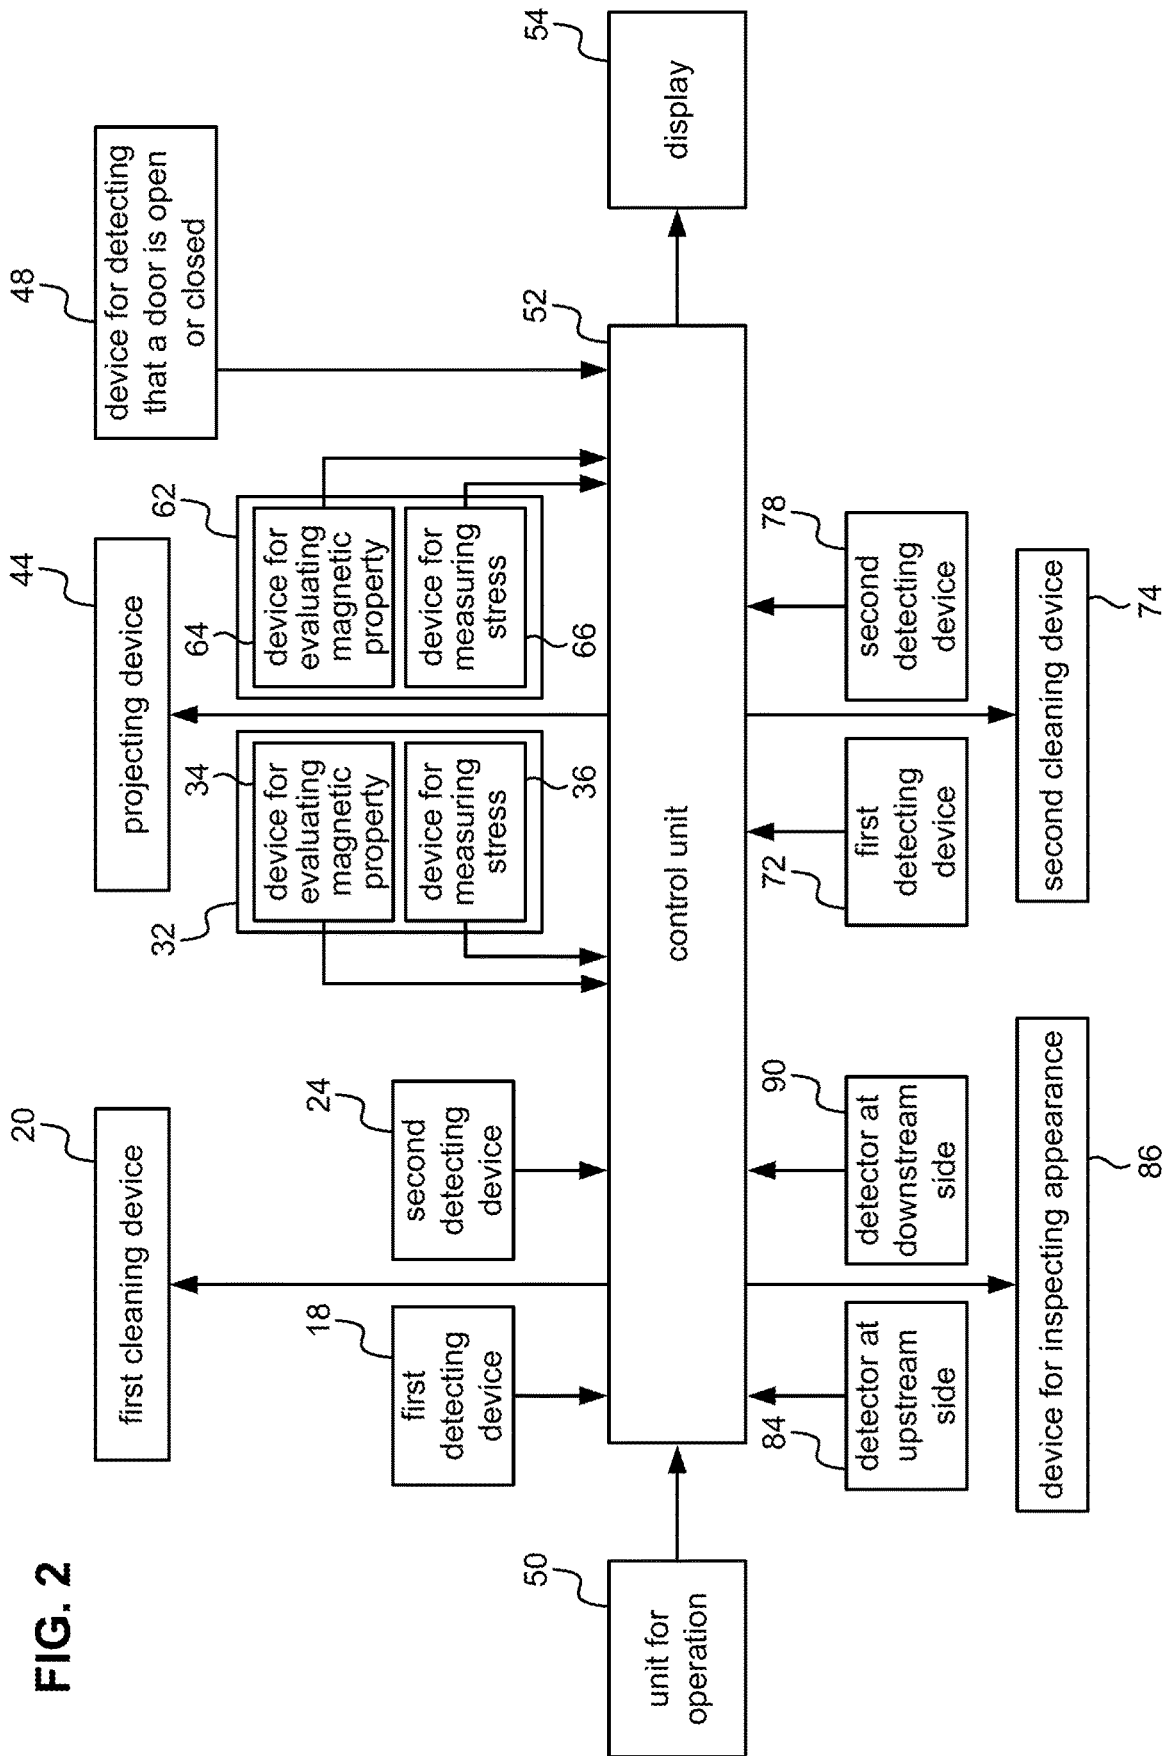 FIG. 2
20
first cleaning device
44
projecting device
48
device for detecting
that a door is open
or closed
18
first
detecting
device
24
second
detecting
device
32
34
device for
evaluating
magnetic
property
36
device for
measuring
stress
62
64
device for
evaluating
magnetic
property
66
device for
measuring
stress
50
unit for
operation
52
control unit
54
display
84
detector at
upstream
side
90
detector at
downstream
side
72
first
detecting
device
78
second
detecting
device
device for inspecting appearance
86
second cleaning device
74